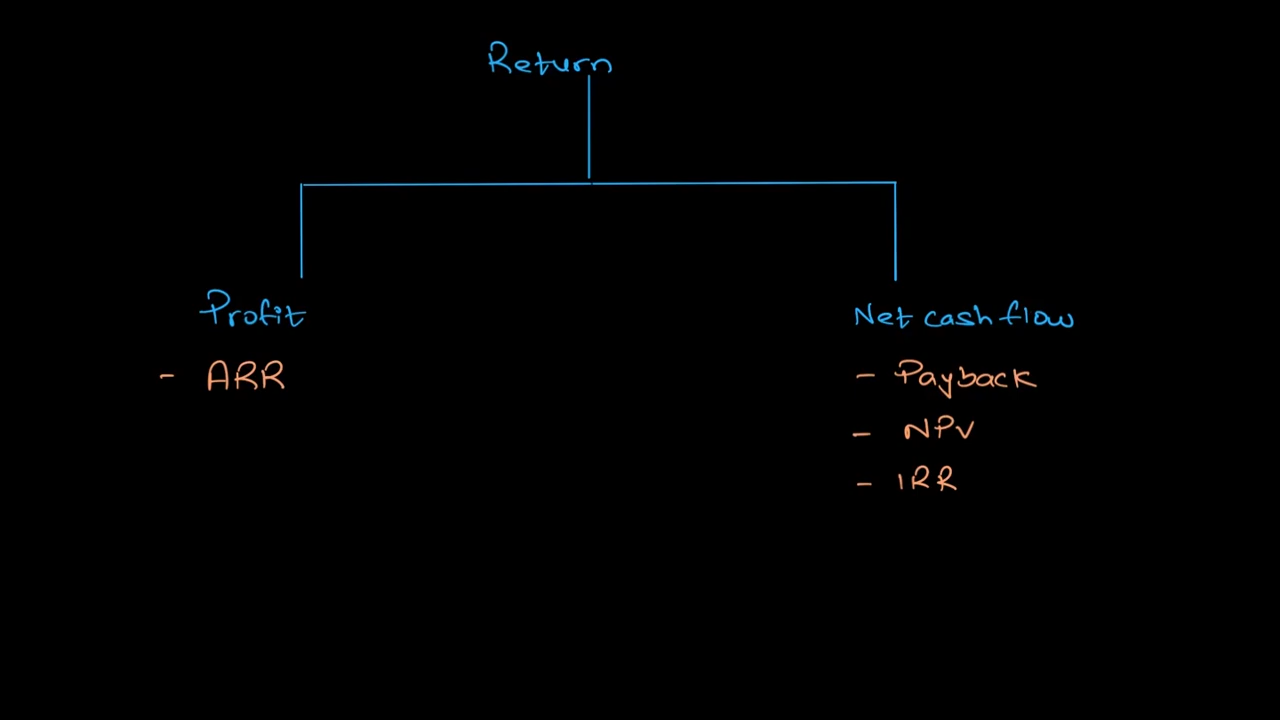 Return
Profit
Net cash flow
- ARR
- Payback
- NPV
- IRR